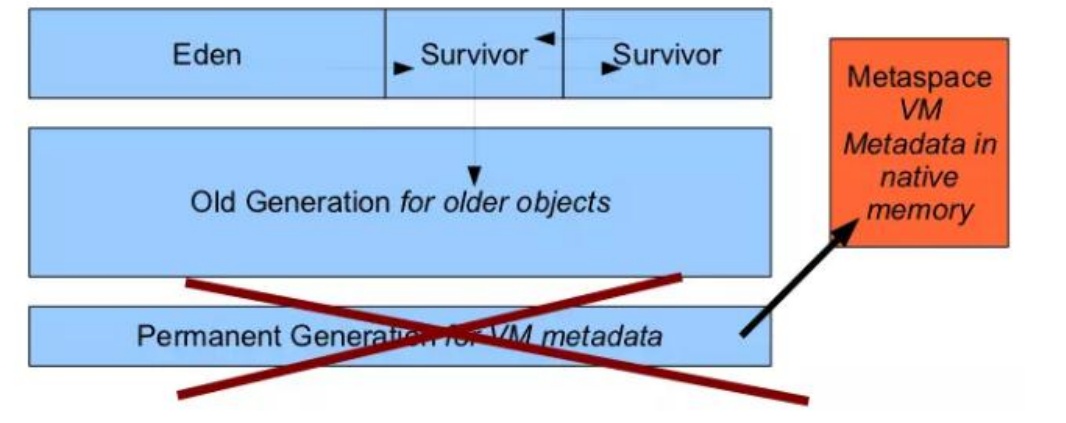 Eden
Survivor
Survivor
Old Generation for older objects
Permanent Generation for VM metadata
Metaspace
VM
Metadata in
native
memory